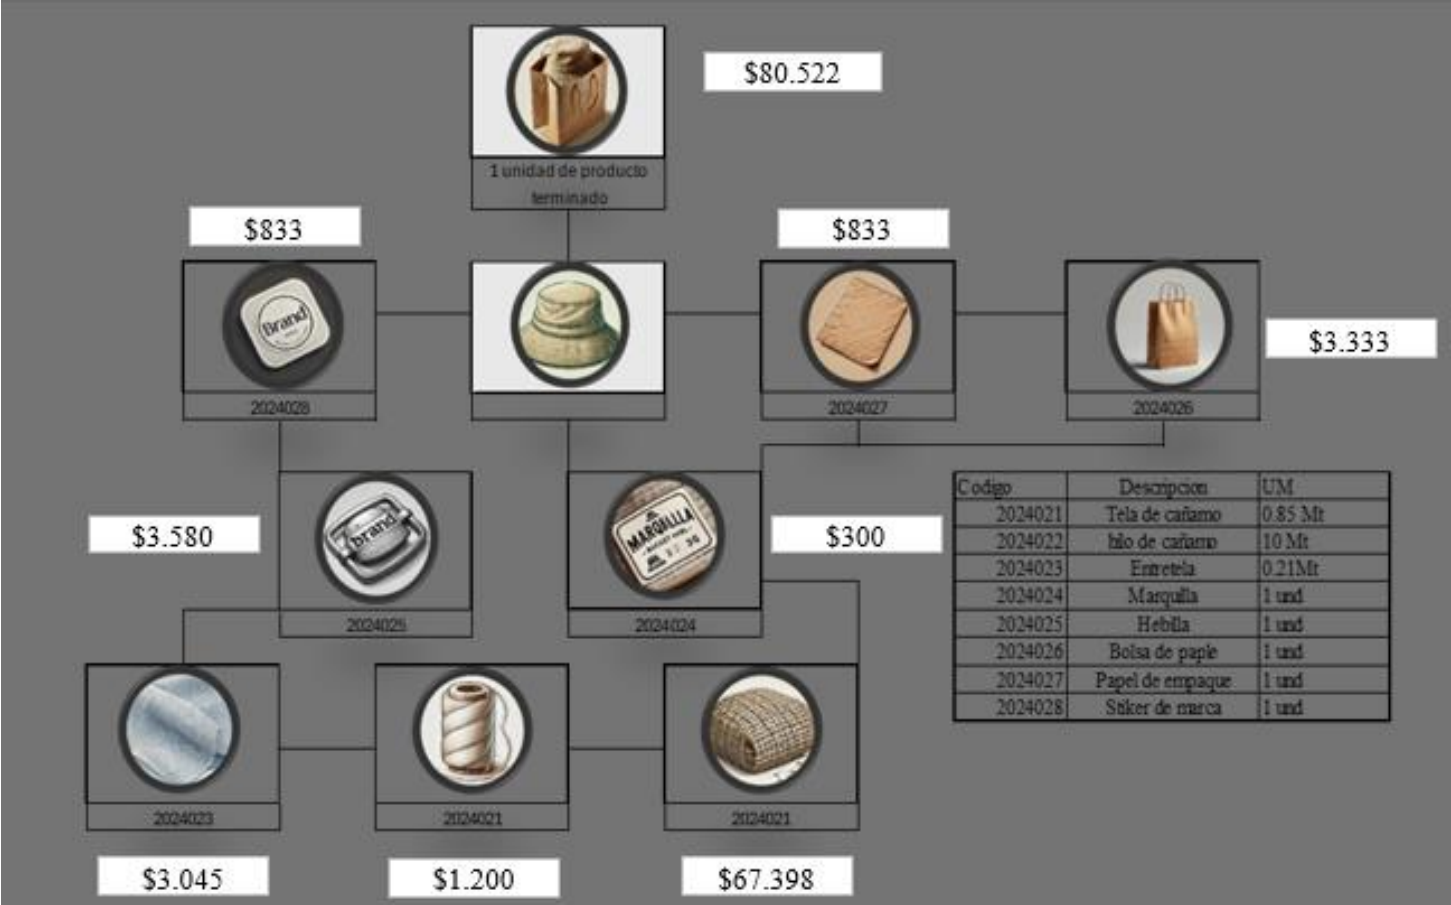 $80.522
1 unidad de producto
terminado
$833
$833
Brand
$3.333
2024028
2024027
2024026
$3.580
brand
MARQUILLLA
$300
2024025
2024024
Codigo Descripcion UM
2024021 Tela de cañamo 0.85 Mt
2024022 hilo de cañamo 10 Mt
2024023 Entretela 0.21Mt
2024024 Marquilla 1 und
2024025 Hebilla 1 und
2024026 Bolsa de paple 1 und
2024027 Papel de empaque 1 und
2024028 Stiker de marca 1 und
2024023
2024021
2024021
$3.045
$1.200
$67.398